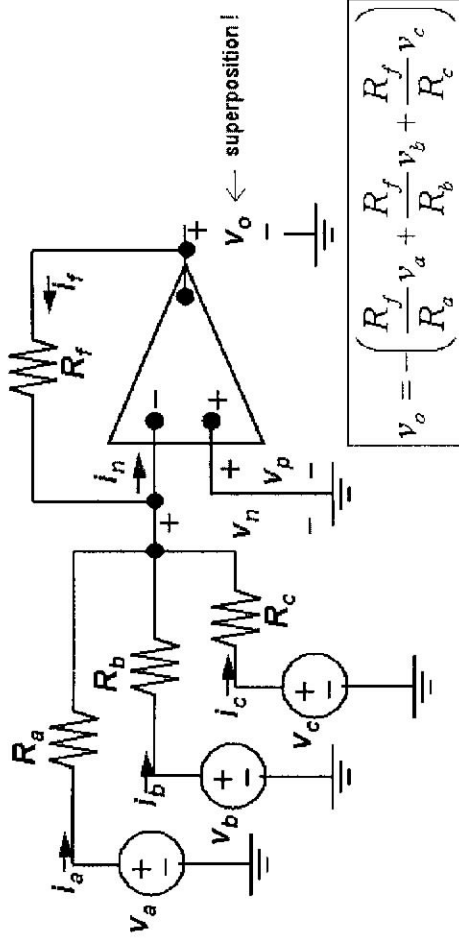 R_f
i_f
R_a
i_a
v_a
+
−
R_b
i_b
v_b
+
−
R_c
i_c
v_c
+
−
+
i_n
−
+
v_n
−
+
v_p
−
+
v_o
−
← superposition !
v_o = −(R_f/R_a v_a + R_f/R_b v_b + R_f/R_c v_c)